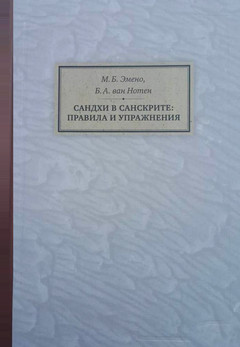 М. Б. Эмено,
Б. А. ван Нотен
САНДХИ В САНСКРИТЕ:
ПРАВИЛА И УПРАЖНЕНИЯ